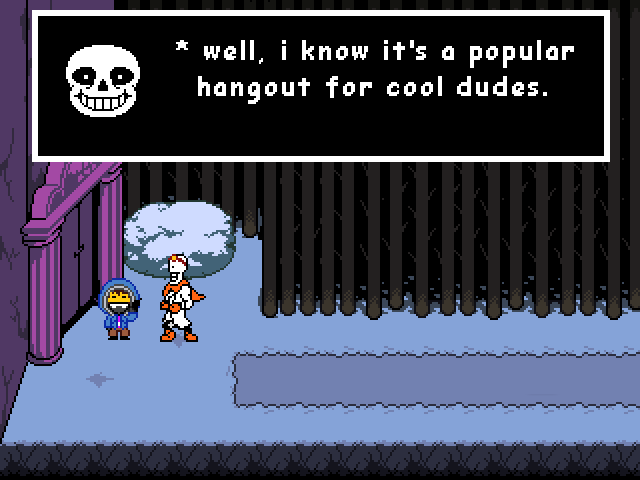 * well, i know it's a popular
hangout for cool dudes.